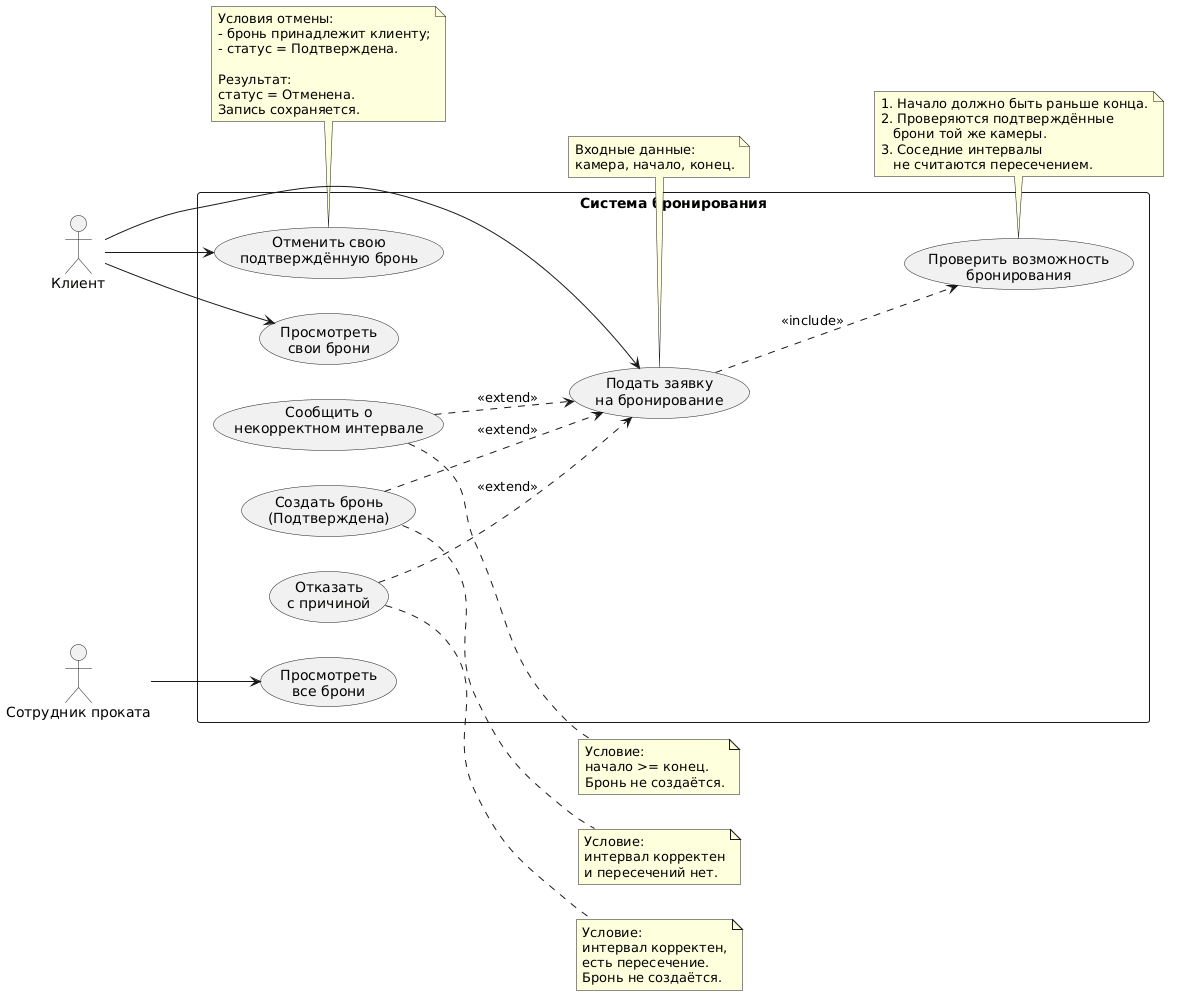 Условия отмены:
- бронь принадлежит клиенту;
- статус = Подтверждена.
Результат:
статус = Отменена.
Запись сохраняется.
1. Начало должно быть раньше конца.
2. Проверяются подтверждённые
брони той же камеры.
3. Соседние интервалы
не считаются пересечением.
Входные данные:
камера, начало, конец.
Система бронирования
Клиент
Отменить свою
подтверждённую бронь
Проверить возможность
бронирования
Просмотреть
свои брони
«include»
Подать заявку
на бронирование
Сообщить о
некорректном интервале
«extend»
«extend»
«extend»
Создать бронь
(Подтверждена)
Отказать
с причиной
Сотрудник проката
Просмотреть
все брони
Условие:
начало >= конец.
Бронь не создаётся.
Условие:
интервал корректен
и пересечений нет.
Условие:
интервал корректен,
есть пересечение.
Бронь не создаётся.